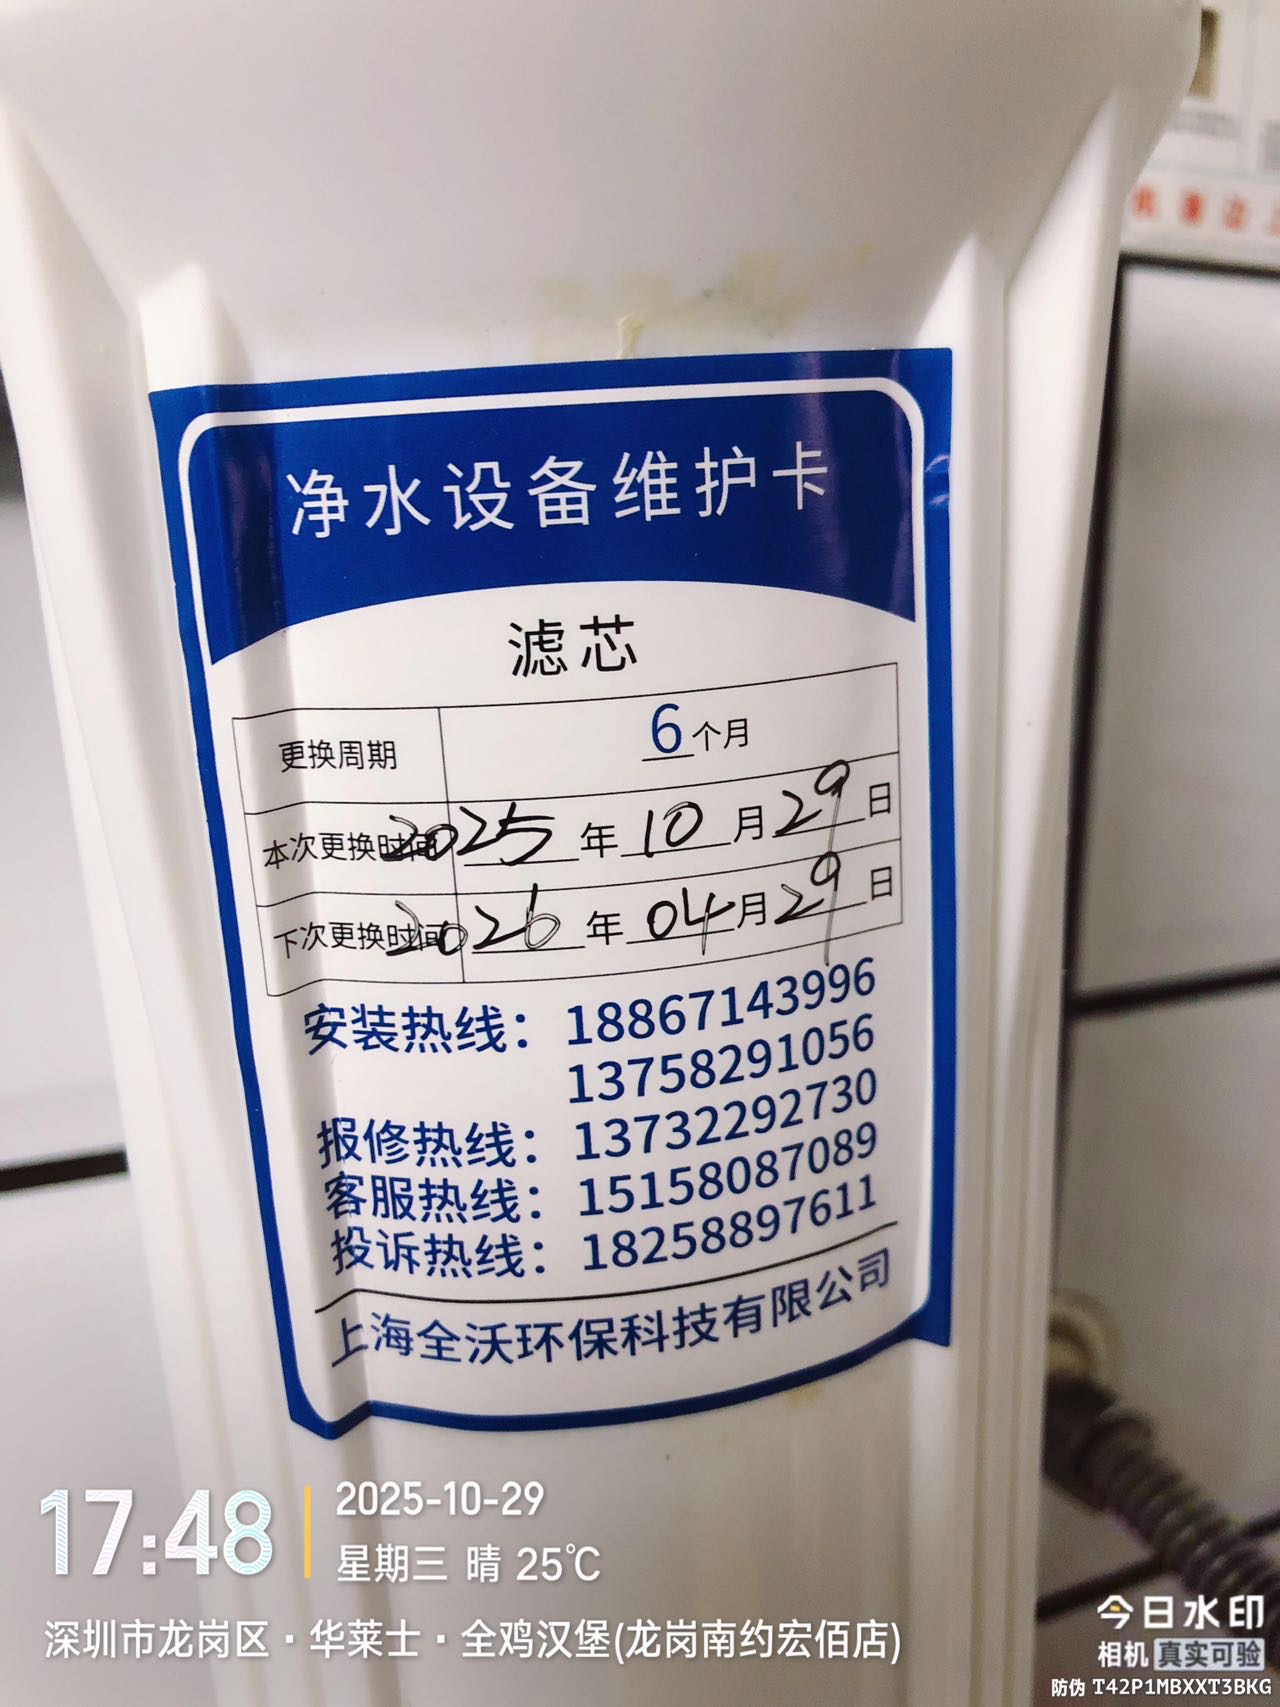 净水设备维护卡
滤芯
更换周期 6个月
本次更换时间 2025年10月29日
下次更换时间 2026年04月29日
安装热线：18867143996
13758291056
报修热线：13732292730
客服热线：15158087089
投诉热线：18258897611
上海全沃环保科技有限公司
17:48
2025-10-29
星期三 晴 25℃
深圳市龙岗区·华莱士·全鸡汉堡(龙岗南约宏佰店)
今日水印
相机 真实可验
防伪 T42P1MBXXT3BKG